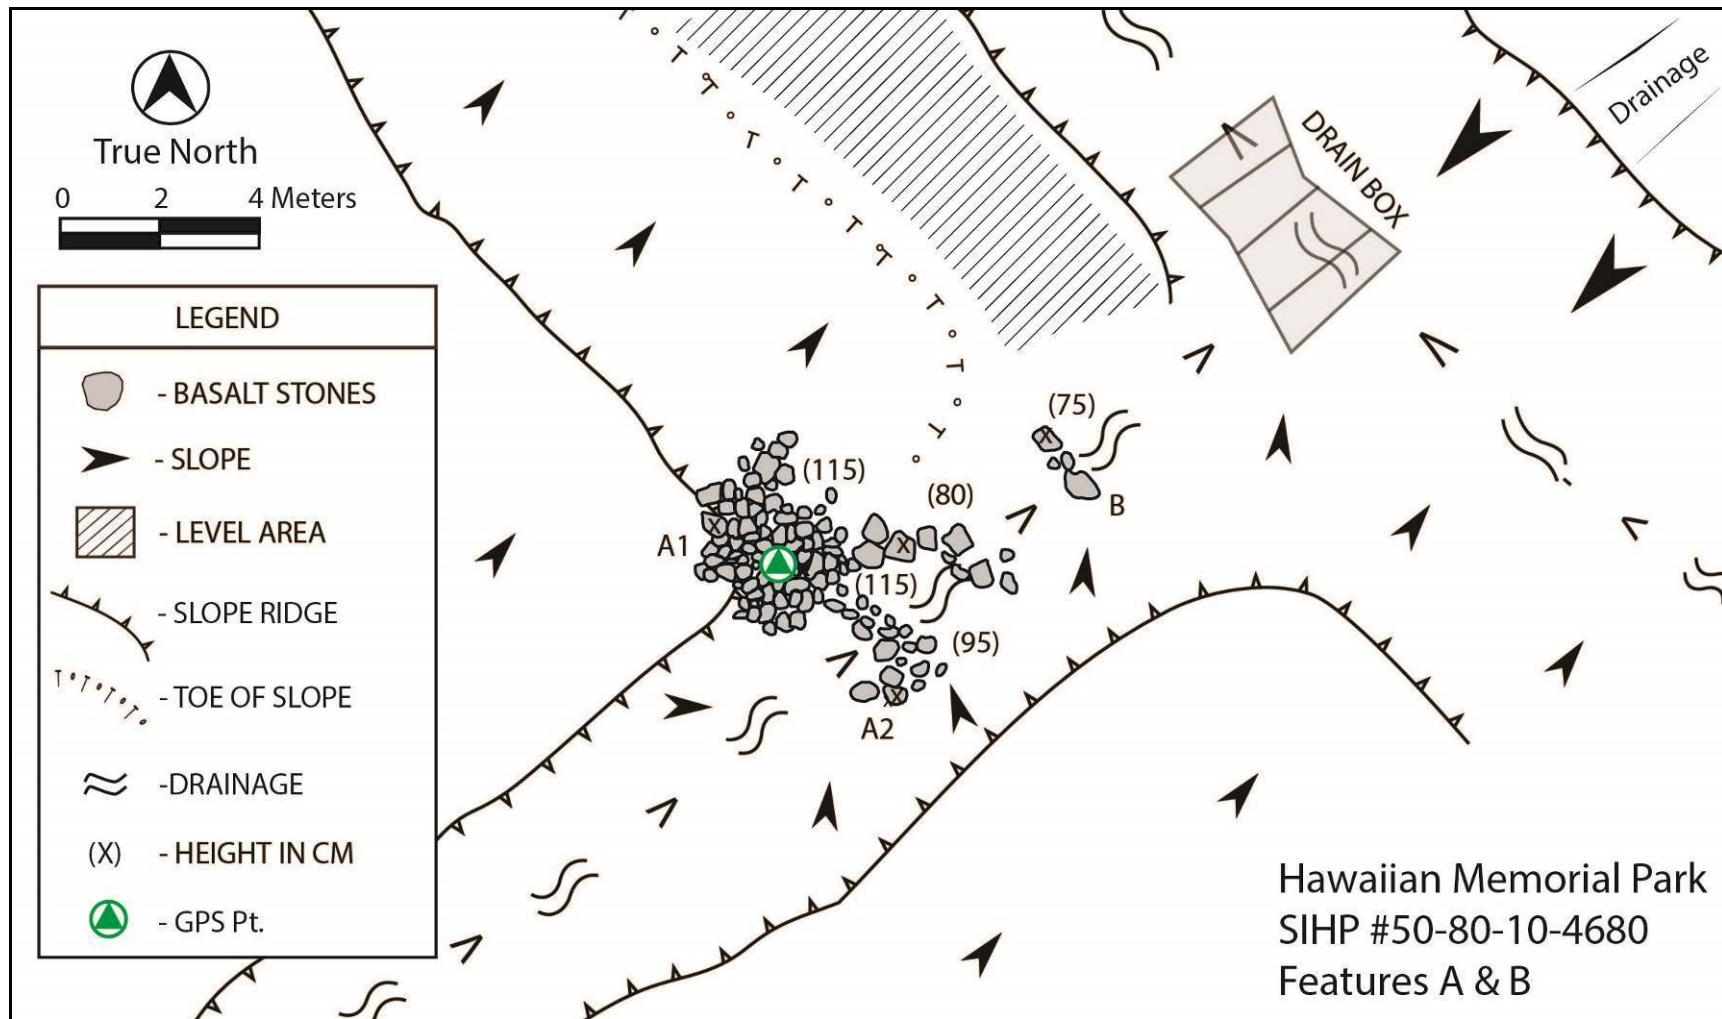 True North
0 2 4 Meters
LEGEND
- BASALT STONES
- SLOPE
- LEVEL AREA
- SLOPE RIDGE
- TOE OF SLOPE
-DRAINAGE
(X) - HEIGHT IN CM
- GPS Pt.
Drainage
DRAIN BOX
(75)
B
(115)
(80)
A1
(115)
(95)
A2
Hawaiian Memorial Park
SIHP #50-80-10-4680
Features A & B